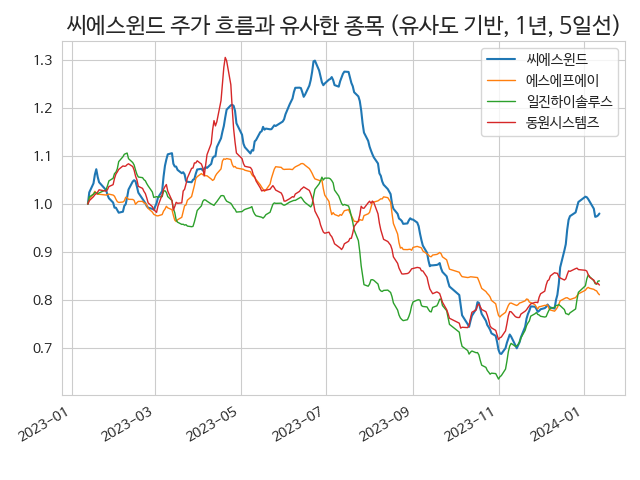 씨에스윈드 주가 흐름과 유사한 종목 (유사도 기반, 1년, 5일선)
씨에스윈드
에스에프에이
일진하이솔루스
동원시스템즈
1.3
1.2
1.1
1.0
0.9
0.8
0.7
2023-01
2023-03
2023-05
2023-07
2023-09
2023-11
2024-01